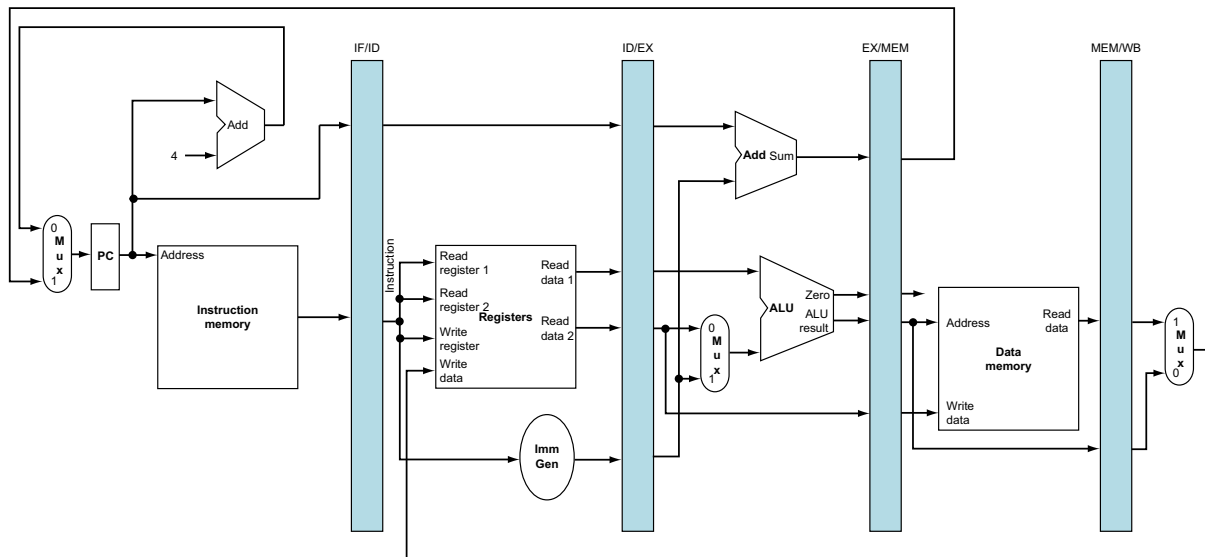 IF/ID
ID/EX
EX/MEM
MEM/WB
Add
4
Add Sum
0
M
u
x
1
PC
Address
Instruction
memory
Instruction
Read
register 1
Read
register 2
Write
register
Write
data
Registers
Read
data 1
Read
data 2
Imm
Gen
0
M
u
x
1
ALU
Zero
ALU
result
Address
Read
data
Data
memory
Write
data
1
M
u
x
0